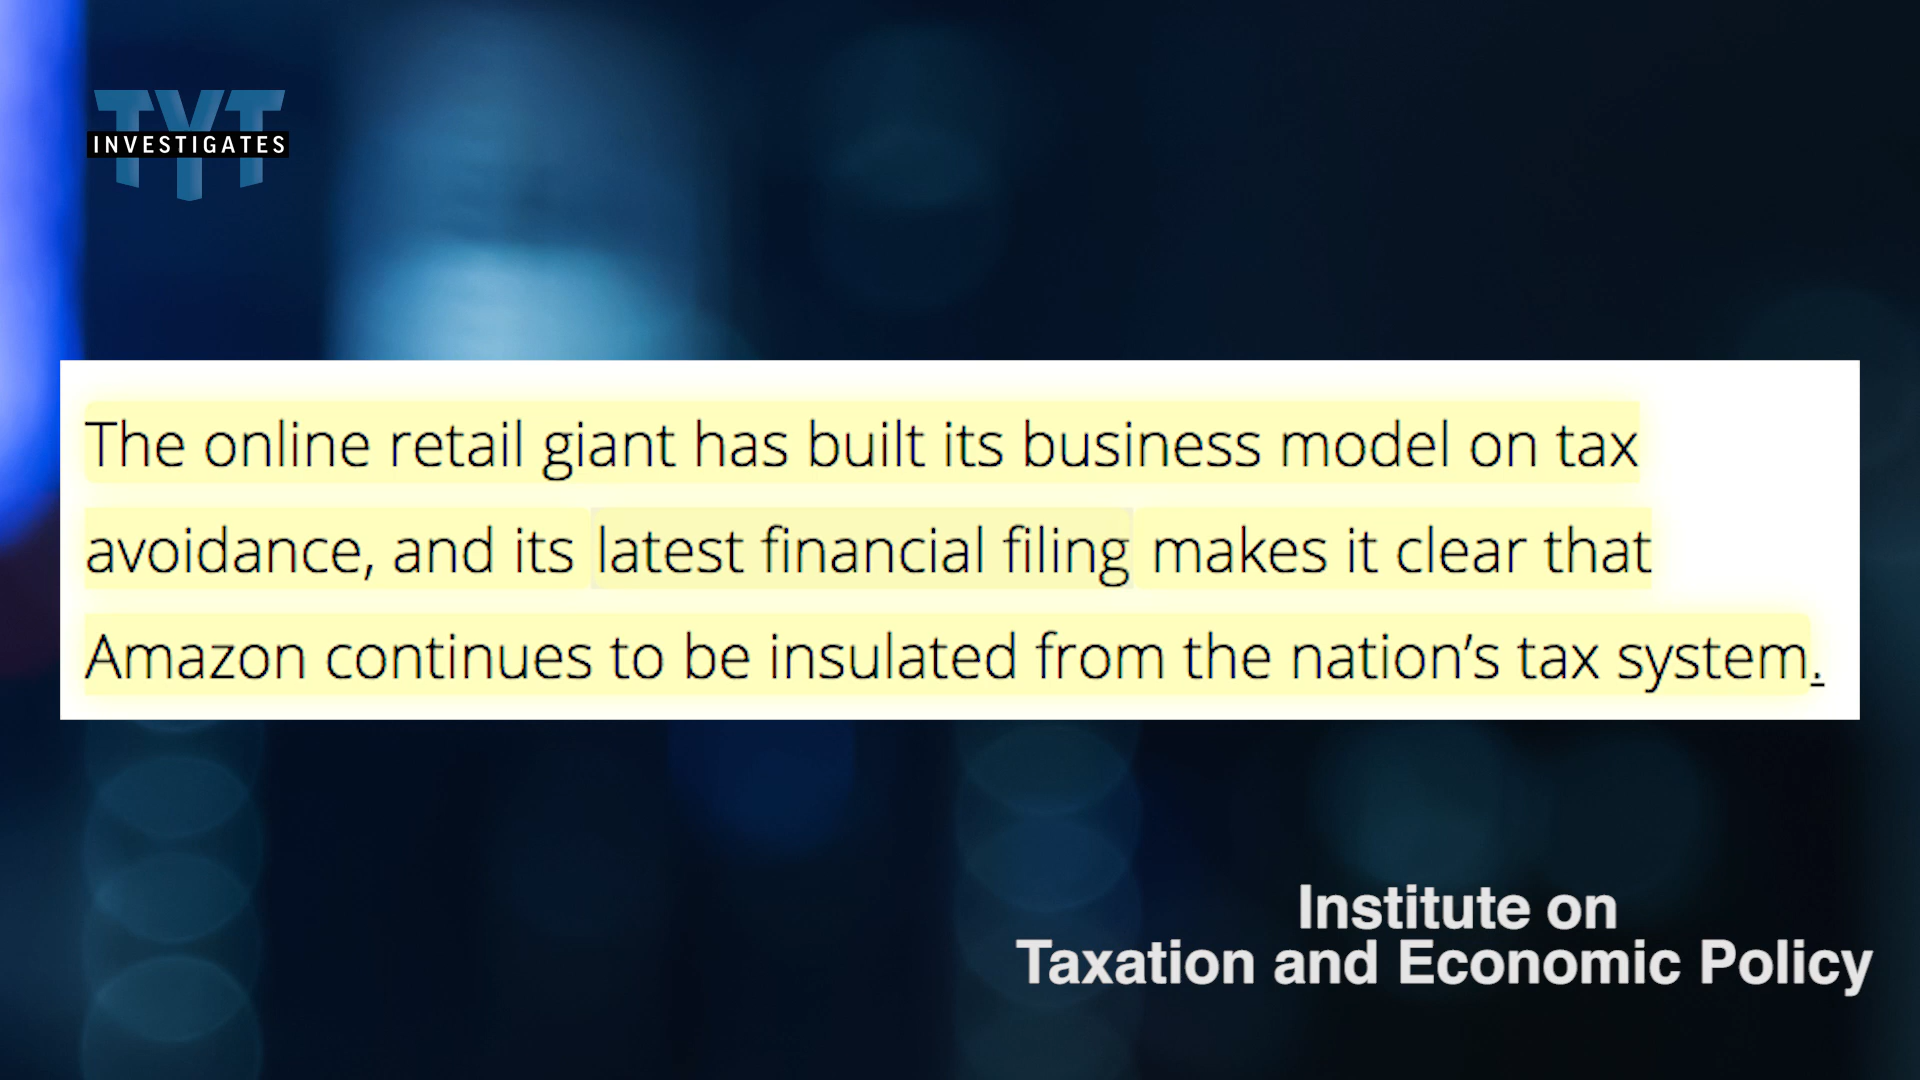 TYT
INVESTIGATES
The online retail giant has built its business model on tax
avoidance, and its latest financial filing makes it clear that
Amazon continues to be insulated from the nation’s tax system.
Institute on
Taxation and Economic Policy